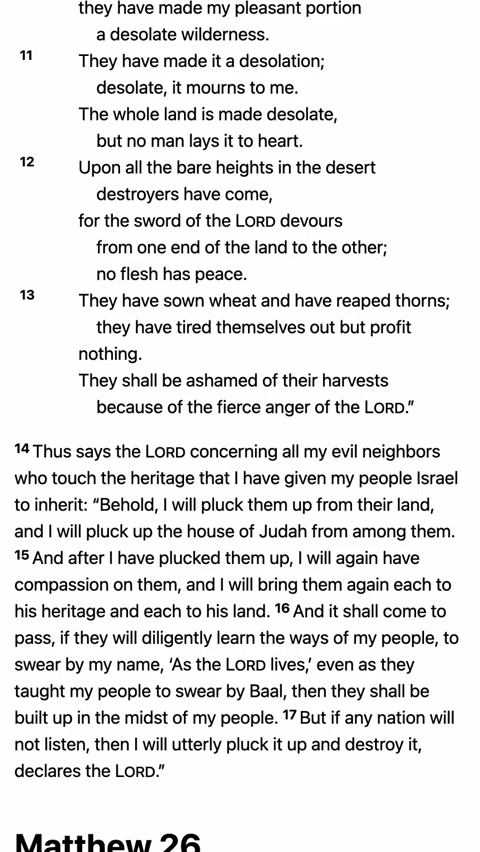 they have made my pleasant portion
a desolate wilderness.
11 They have made it a desolation;
desolate, it mourns to me.
The whole land is made desolate,
but no man lays it to heart.
12 Upon all the bare heights in the desert
destroyers have come,
for the sword of the LORD devours
from one end of the land to the other;
no flesh has peace.
13 They have sown wheat and have reaped thorns;
they have tired themselves out but profit
nothing.
They shall be ashamed of their harvests
because of the fierce anger of the LORD.”
14 Thus says the LORD concerning all my evil neighbors
who touch the heritage that I have given my people Israel
to inherit: “Behold, I will pluck them up from their land,
and I will pluck up the house of Judah from among them.
15 And after I have plucked them up, I will again have
compassion on them, and I will bring them again each to
his heritage and each to his land. 16 And it shall come to
pass, if they will diligently learn the ways of my people, to
swear by my name, ‘As the LORD lives,’ even as they
taught my people to swear by Baal, then they shall be
built up in the midst of my people. 17 But if any nation will
not listen, then I will utterly pluck it up and destroy it,
declares the LORD.”
Matthew 26